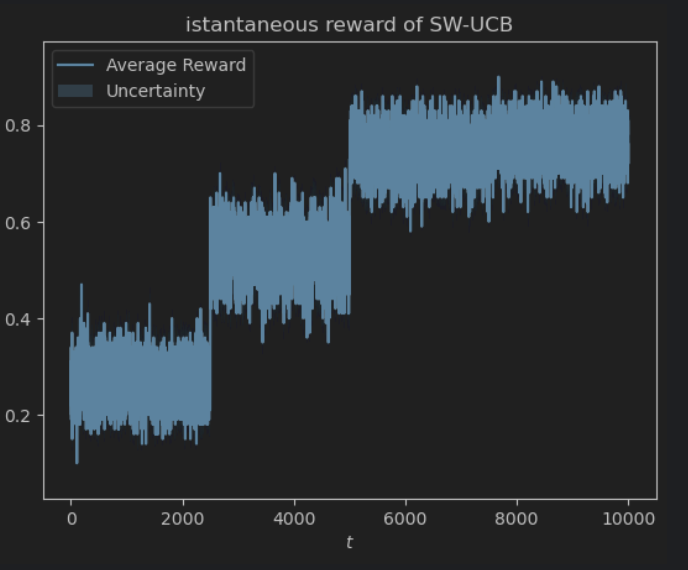 istantaneous reward of SW-UCB
Average Reward
Uncertainty
0.8
0.6
0.4
0.2
0 2000 4000 6000 8000 10000
t